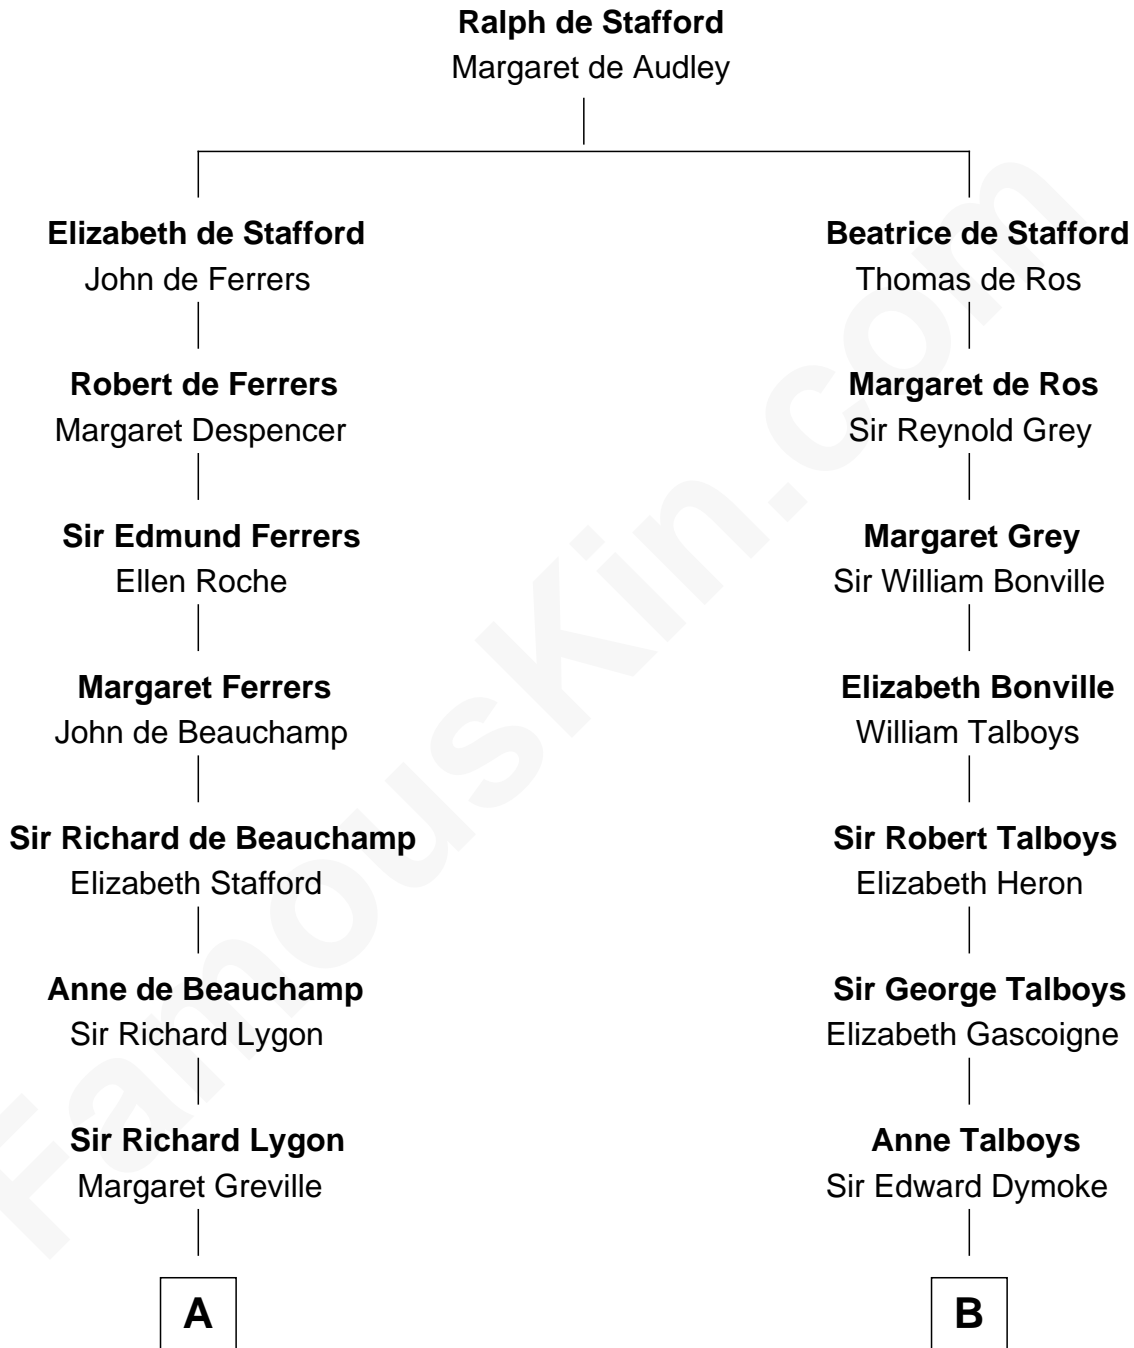 Ralph de Stafford
Margaret de Audley
Elizabeth de Stafford
John de Ferrers
Robert de Ferrers
Margaret Despencer
Sir Edmund Ferrers
Ellen Roche
Margaret Ferrers
John de Beauchamp
Sir Richard de Beauchamp
Elizabeth Stafford
Anne de Beauchamp
Sir Richard Lygon
Sir Richard Lygon
Margaret Greville
A
Beatrice de Stafford
Thomas de Ros
Margaret de Ros
Sir Reynold Grey
Margaret Grey
Sir William Bonville
Elizabeth Bonville
William Talboys
Sir Robert Talboys
Elizabeth Heron
Sir George Talboys
Elizabeth Gascoigne
Anne Talboys
Sir Edward Dymoke
B
FamousKin.com